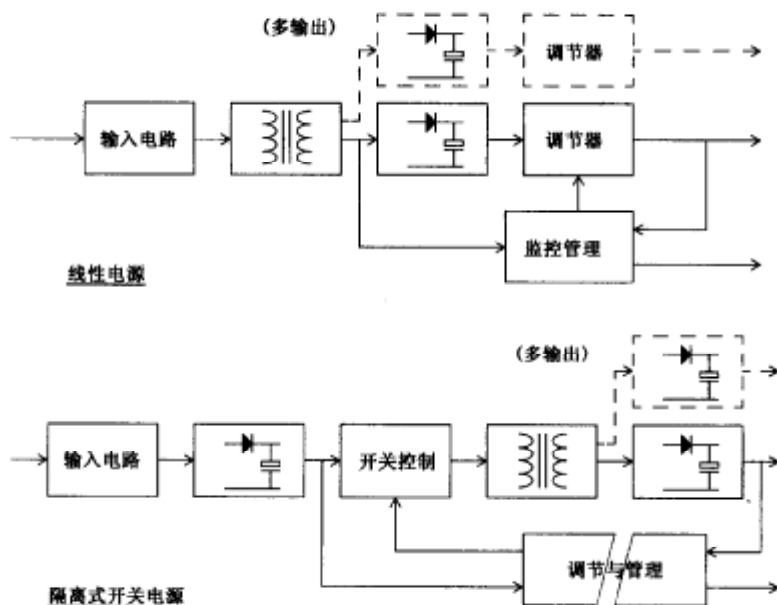 (多输出)
调节器
输入电路
调节器
监控管理
线性电源
(多输出)
输入电路
开关控制
调节与管理
隔离式开关电源